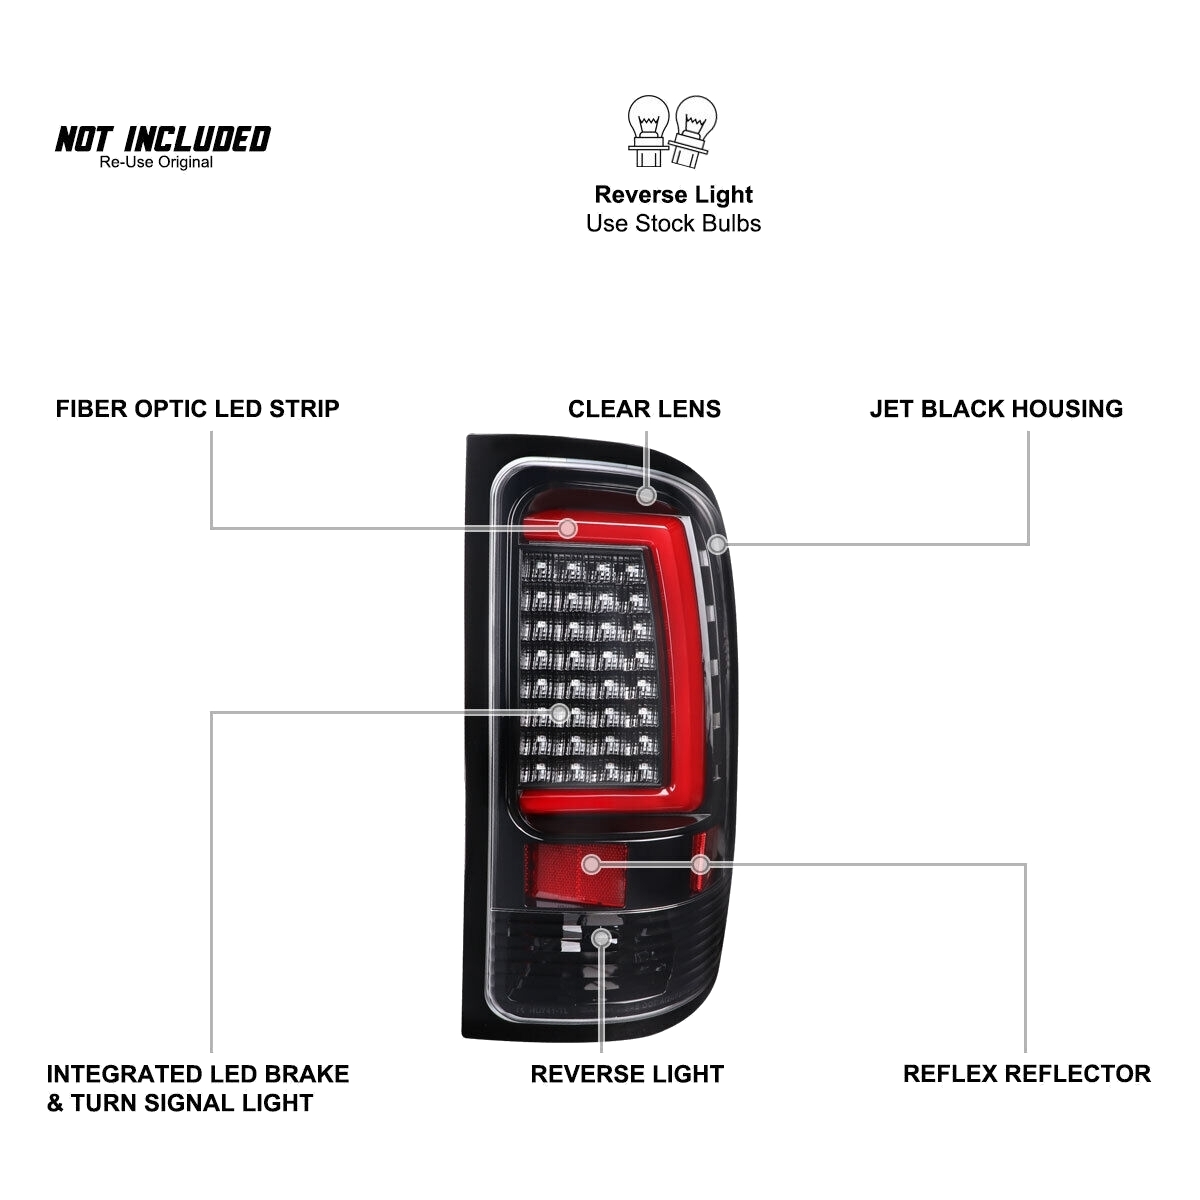 NOT INCLUDED
Re-Use Original
Reverse Light
Use Stock Bulbs
FIBER OPTIC LED STRIP
CLEAR LENS
JET BLACK HOUSING
INTEGRATED LED BRAKE
& TURN SIGNAL LIGHT
REVERSE LIGHT
REFLEX REFLECTOR